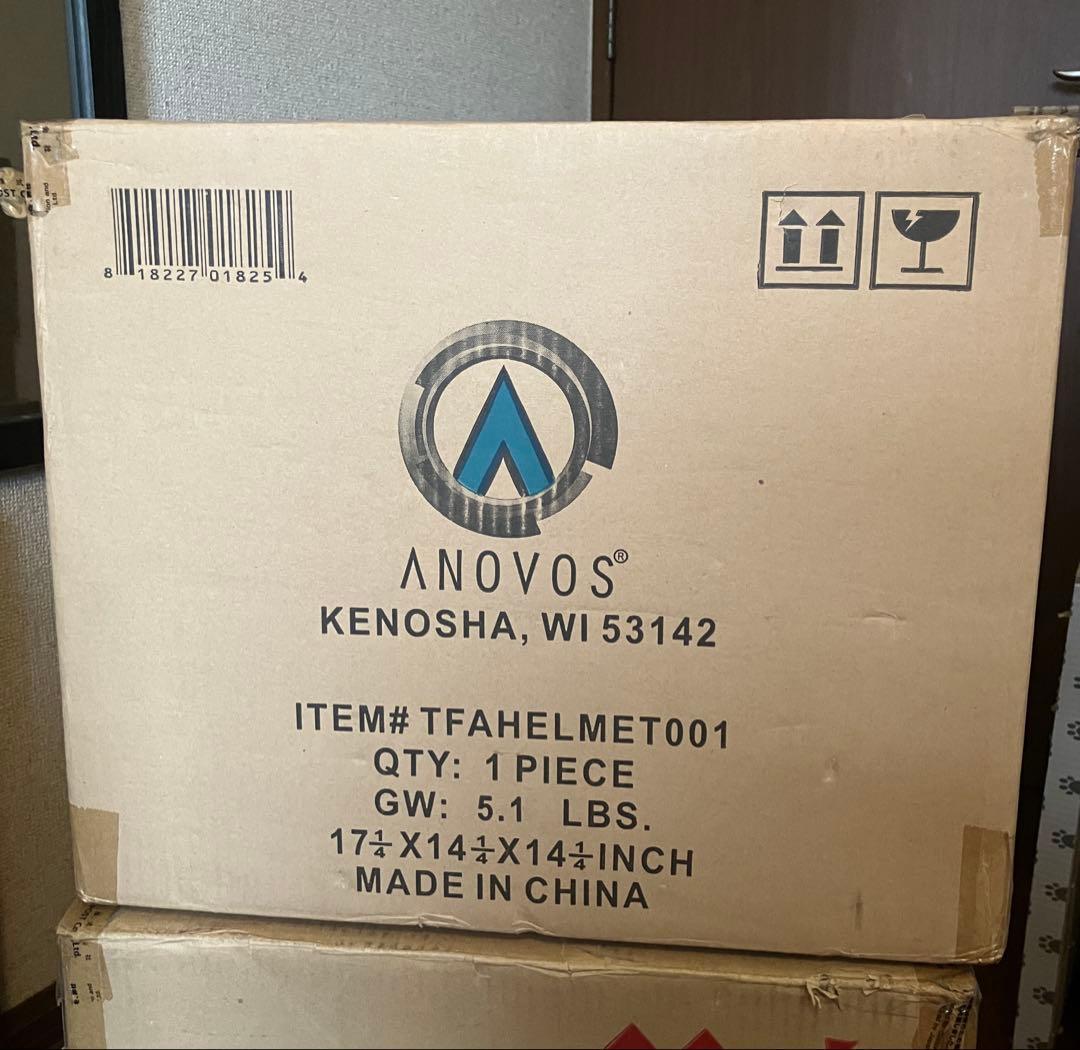 8 18227 01825 4
ANOVOS®
KENOSHA, WI 53142
ITEM# TFAHELMET001
QTY: 1 PIECE
GW: 5.1 LBS.
17¼X14¼X14¼INCH
MADE IN CHINA